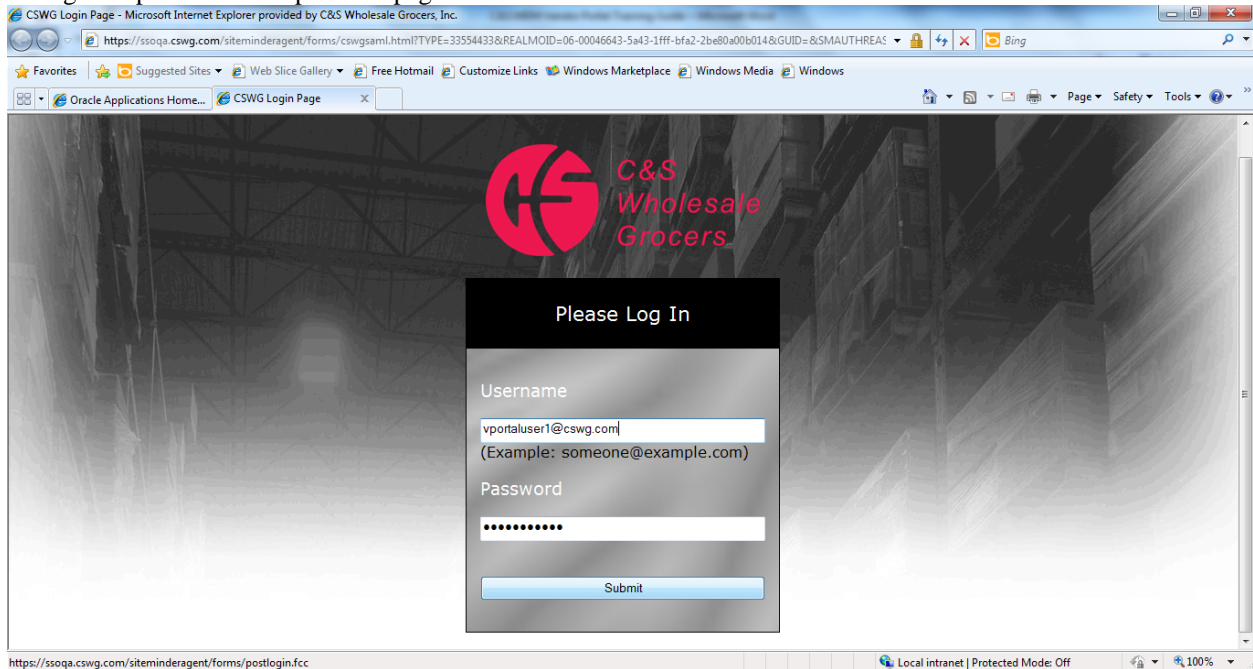 CSWG Login Page - Microsoft Internet Explorer provided by C&S Wholesale Grocers, Inc.
https://ssoqa.cswg.com/siteminderagent/forms/cswgsaml.html?TYPE=33554433&REALMOID=06-00046643-5a43-1fff-bfa2-2be80a00b014&GUID=&SMAUTHREAS
Bing
Favorites Suggested Sites Web Slice Gallery Free Hotmail Customize Links Windows Marketplace Windows Media Windows
Oracle Applications Home... CSWG Login Page x Page Safety Tools
C&S
Wholesale
Grocers
Please Log In
Username
vportaluser1@cswg.com
(Example: someone@example.com)
Password
•••••••••••
Submit
https://ssoqa.cswg.com/siteminderagent/forms/postlogin.fcc Local intranet | Protected Mode: Off 100%